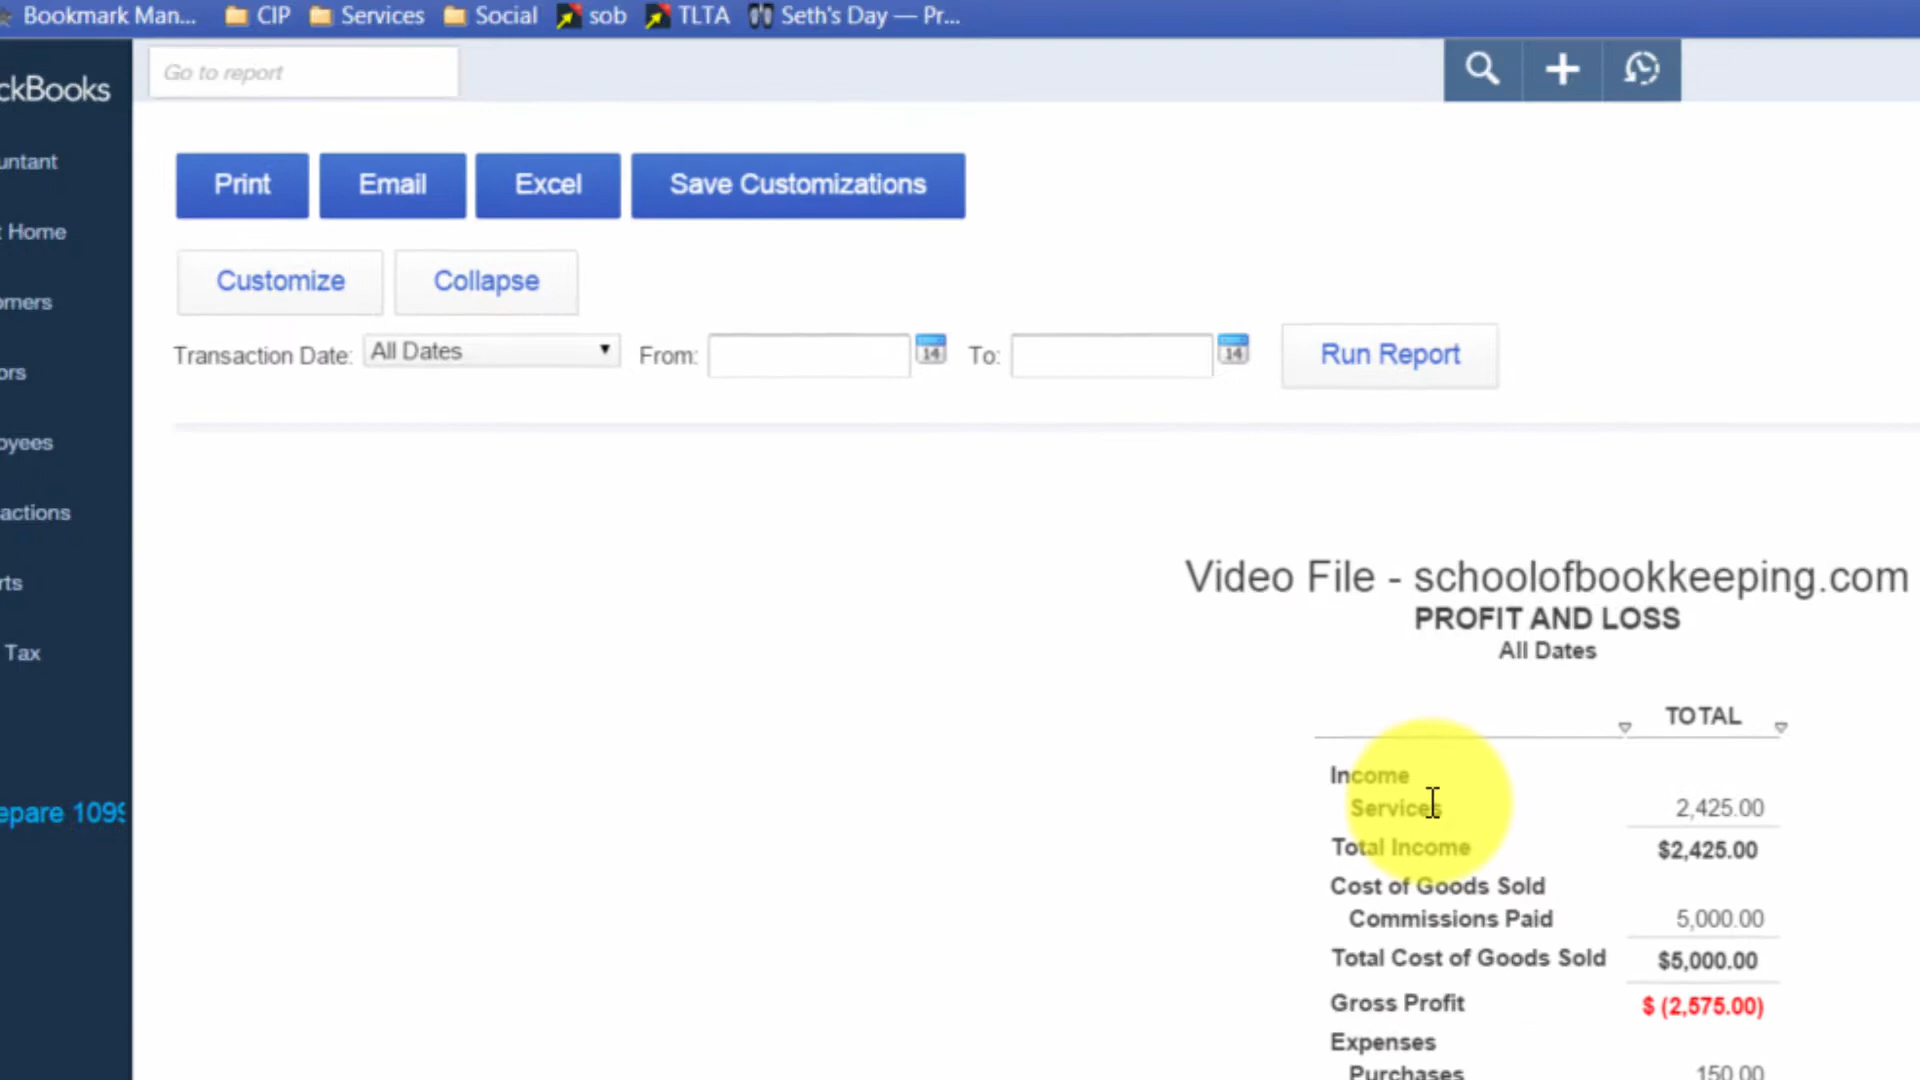 Bookmark Man... CIP Services Social sob TLTA Seth's Day — Pr...
ckBooks
Go to report
untant
Print Email Excel Save Customizations
Home
Customize Collapse
omers
Transaction Date: All Dates From: 14 To: 14 Run Report
ors
oyees
actions
rts
Video File - schoolofbookkeeping.com
PROFIT AND LOSS
All Dates
Tax
TOTAL
Income
Services 2,425.00
epare 1099
Total Income $2,425.00
Cost of Goods Sold
Commissions Paid 5,000.00
Total Cost of Goods Sold $5,000.00
Gross Profit $ (2,575.00)
Expenses
Purchases 150.00